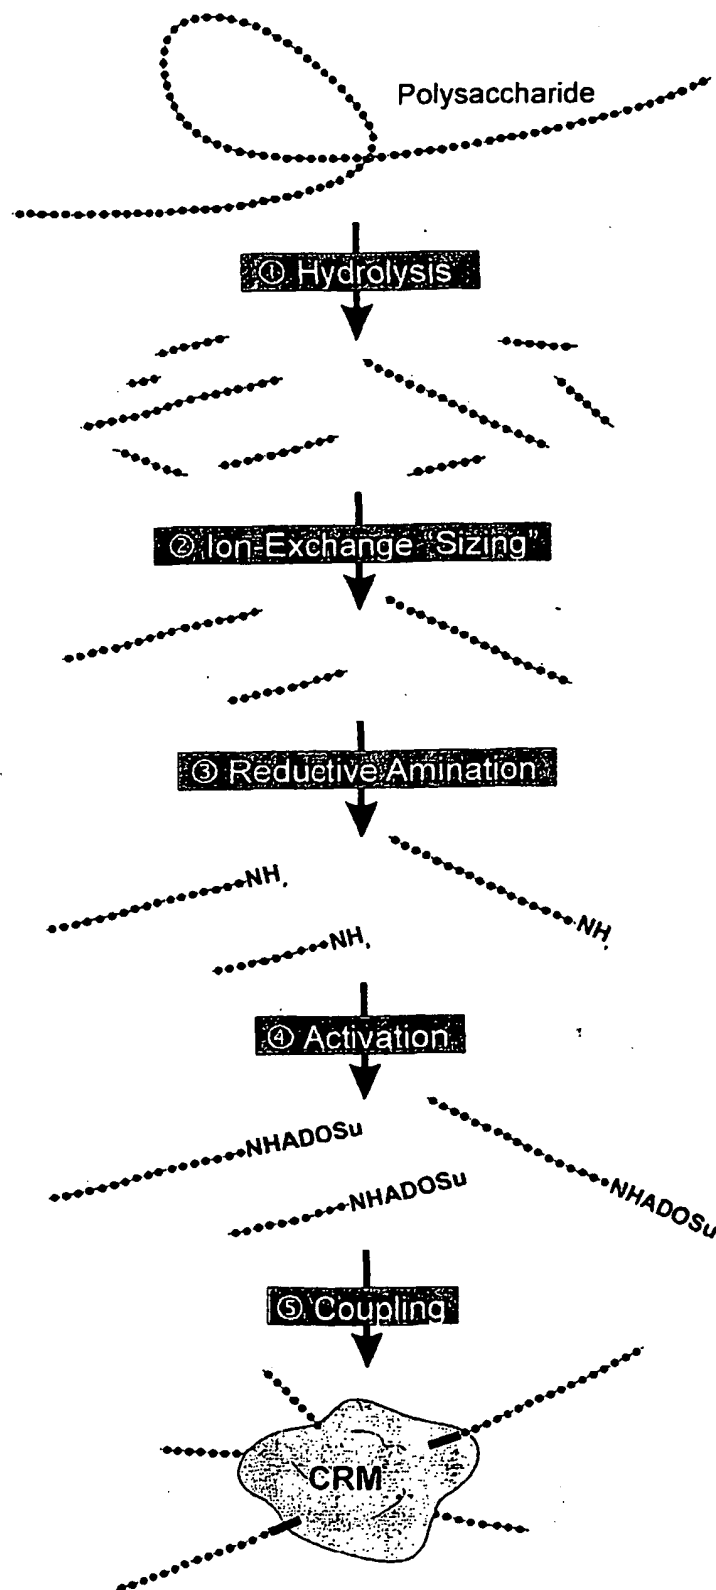 Polysaccharide
① Hydrolysis
② Ion-Exchange "Sizing"
③ Reductive Amination
NH,
NH,
NH,
④ Activation
NHADOSu
NHADOSu
NHADOSu
⑤ Coupling
CRM